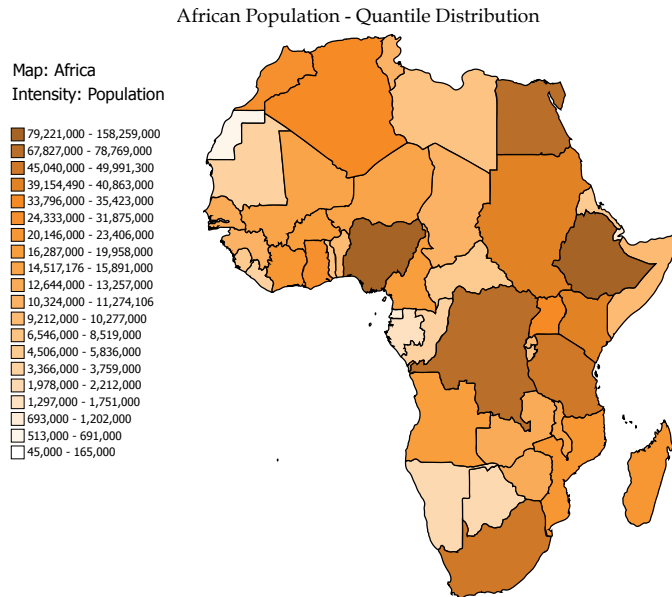 African Population - Quantile Distribution
Map: Africa
Intensity: Population
79,221,000 - 158,259,000
67,827,000 - 78,769,000
45,040,000 - 49,991,300
39,154,490 - 40,863,000
33,796,000 - 35,423,000
24,333,000 - 31,875,000
20,146,000 - 23,406,000
16,287,000 - 19,958,000
14,517,176 - 15,891,000
12,644,000 - 13,257,000
10,324,000 - 11,274,106
9,212,000 - 10,277,000
6,546,000 - 8,519,000
4,506,000 - 5,836,000
3,366,000 - 3,759,000
1,978,000 - 2,212,000
1,297,000 - 1,751,000
693,000 - 1,202,000
513,000 - 691,000
45,000 - 165,000